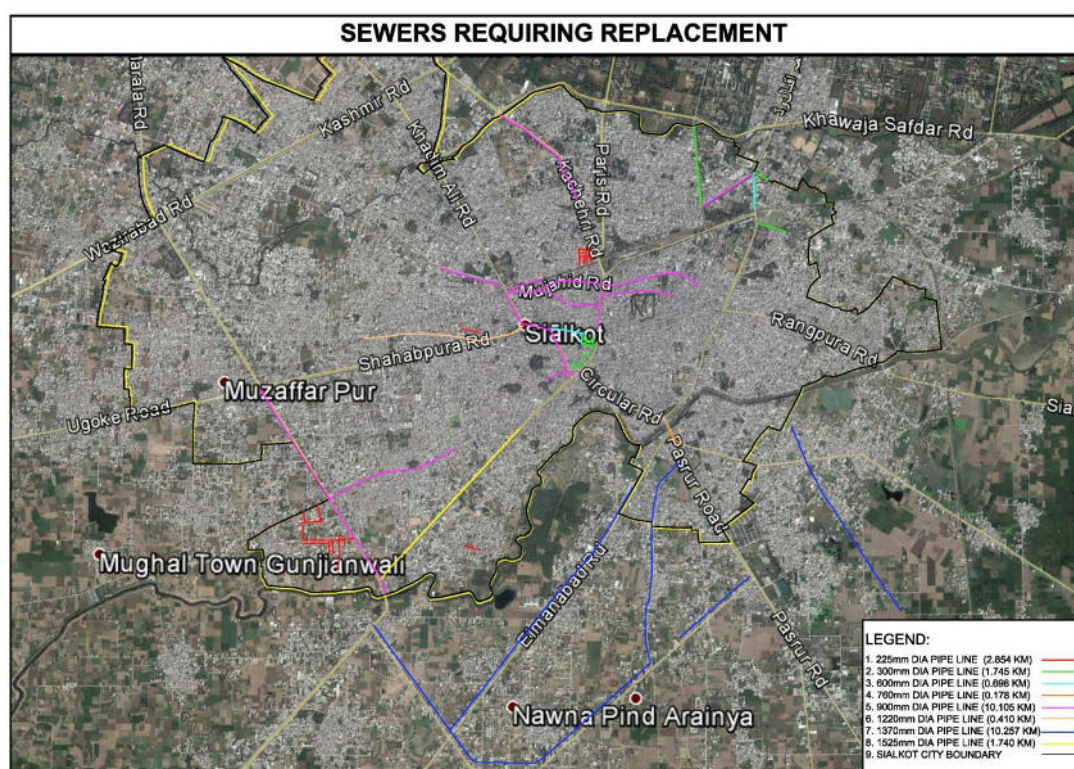 SEWERS REQUIRING REPLACEMENT
Kashmir Rd
Khadim Ali Rd
Kachehri Rd
Paris Rd
Khawaja Safdar Rd
Wazirabad Rd
Mujahid Rd
Sialkot
Shahabpura Rd
Rangpura Rd
Muzaffar Pur
Ugoke Road
Circular Rd
Sia
Pasrur Road
Mughal Town Gunjianwali
Eimanabad Rd
Pasrur Rd
Nawna Pind Arainya
LEGEND:
1. 225mm DIA PIPE LINE (2.854 KM)
2. 300mm DIA PIPE LINE (1.745 KM)
3. 600mm DIA PIPE LINE (0.698 KM)
4. 760mm DIA PIPE LINE (0.178 KM)
5. 900mm DIA PIPE LINE (10.105 KM)
6. 1220mm DIA PIPE LINE (0.410 KM)
7. 1370mm DIA PIPE LINE (10.257 KM)
8. 1525mm DIA PIPE LINE (1.740 KM)
9. SIALKOT CITY BOUNDARY